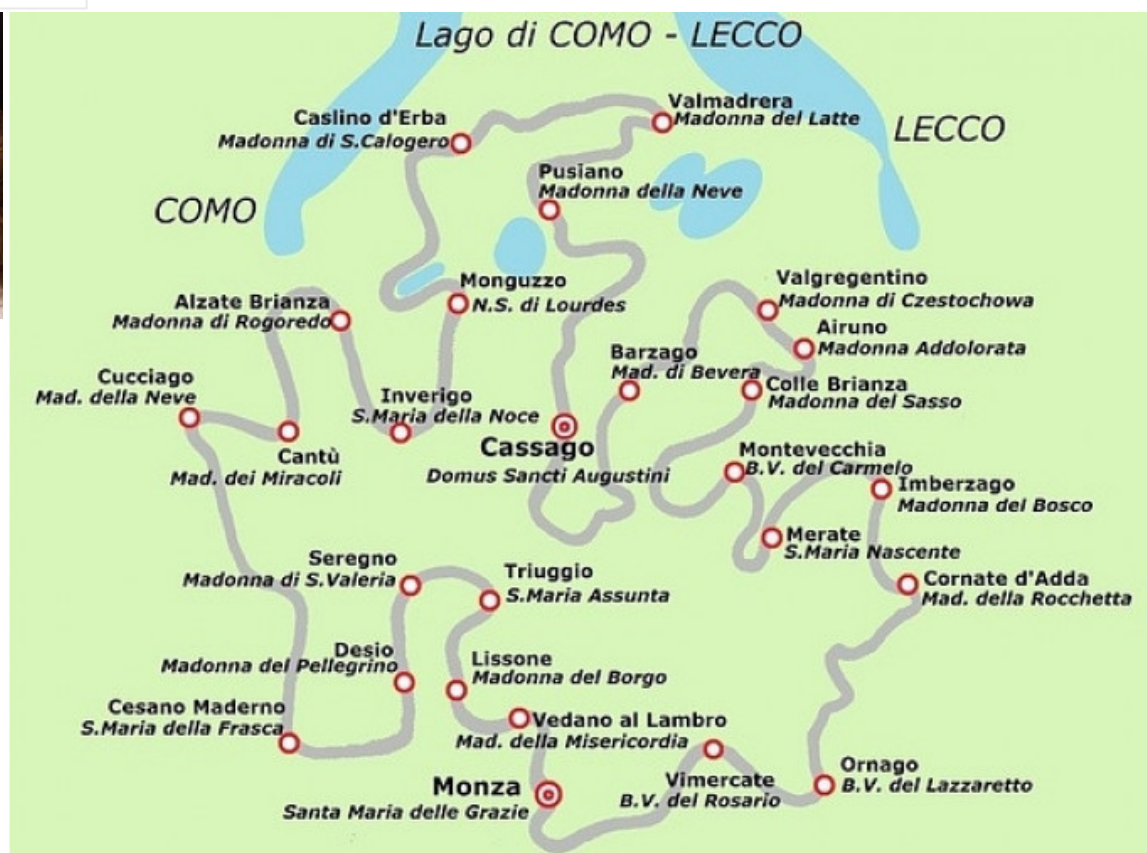 Lago di COMO - LECCO
Caslino d'Erba
Madonna di S.Calogero
Valmadrera
Madonna del Latte
LECCO
Pusiano
Madonna della Neve
COMO
Monguzzo
N.S. di Lourdes
Valgregentino
Madonna di Czestochowa
Alzate Brianza
Madonna di Rogoredo
Airuno
Madonna Addolorata
Barzago
Mad. di Bevera
Cucciago
Mad. della Neve
Inverigo
S.Maria della Noce
Colle Brianza
Madonna del Sasso
Cantù
Mad. dei Miracoli
Cassago
Domus Sancti Augustini
Montevecchia
B.V. del Carmelo
Imberzago
Madonna del Bosco
Merate
S.Maria Nascente
Seregno
Madonna di S.Valeria
Triuggio
S.Maria Assunta
Cornate d'Adda
Mad. della Rocchetta
Desio
Madonna del Pellegrino
Lissone
Madonna del Borgo
Cesano Maderno
S.Maria della Frasca
Vedano al Lambro
Mad. della Misericordia
Monza
Santa Maria delle Grazie
Vimercate
B.V. del Rosario
Ornago
B.V. del Lazzaretto